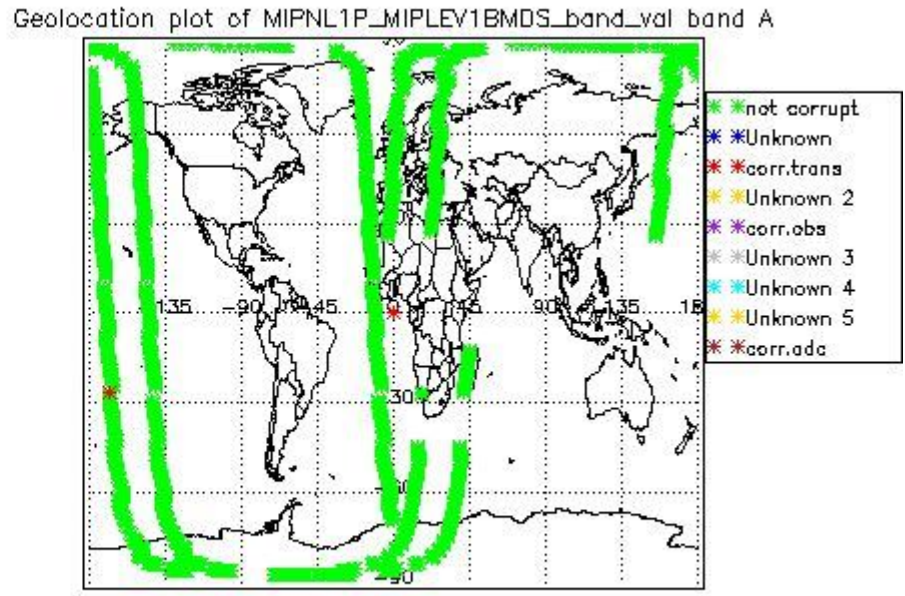 Geolocation plot of MIPNL1P_MIPLEV1BMDS_band_val band A
not corrupt
Unknown
corr.trans
Unknown 2
corr.obs
Unknown 3
Unknown 4
Unknown 5
corr.adc
135 -90 45 90 135
30
-90